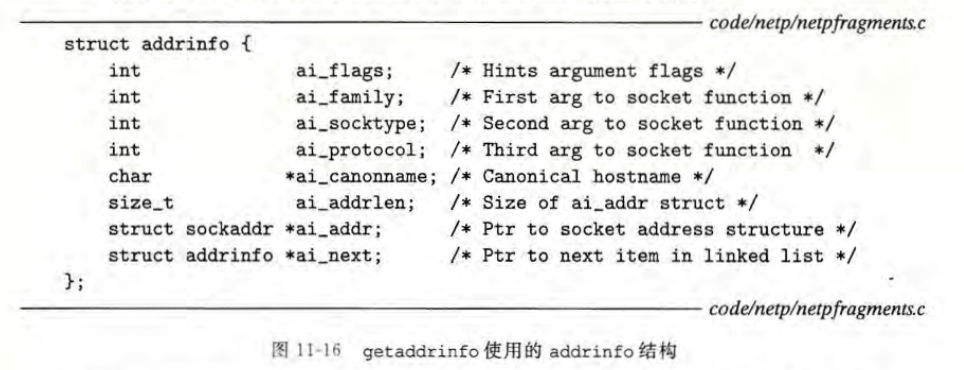 code/netp/netpfragments.c
struct addrinfo {
    int              ai_flags;     /* Hints argument flags */
    int              ai_family;    /* First arg to socket function */
    int              ai_socktype;  /* Second arg to socket function */
    int              ai_protocol;  /* Third arg to socket function  */
    char            *ai_canonname; /* Canonical hostname */
    size_t           ai_addrlen;   /* Size of ai_addr struct */
    struct sockaddr *ai_addr;      /* Ptr to socket address structure */
    struct addrinfo *ai_next;      /* Ptr to next item in linked list */
};
code/netp/netpfragments.c
图 11-16 getaddrinfo 使用的 addrinfo 结构